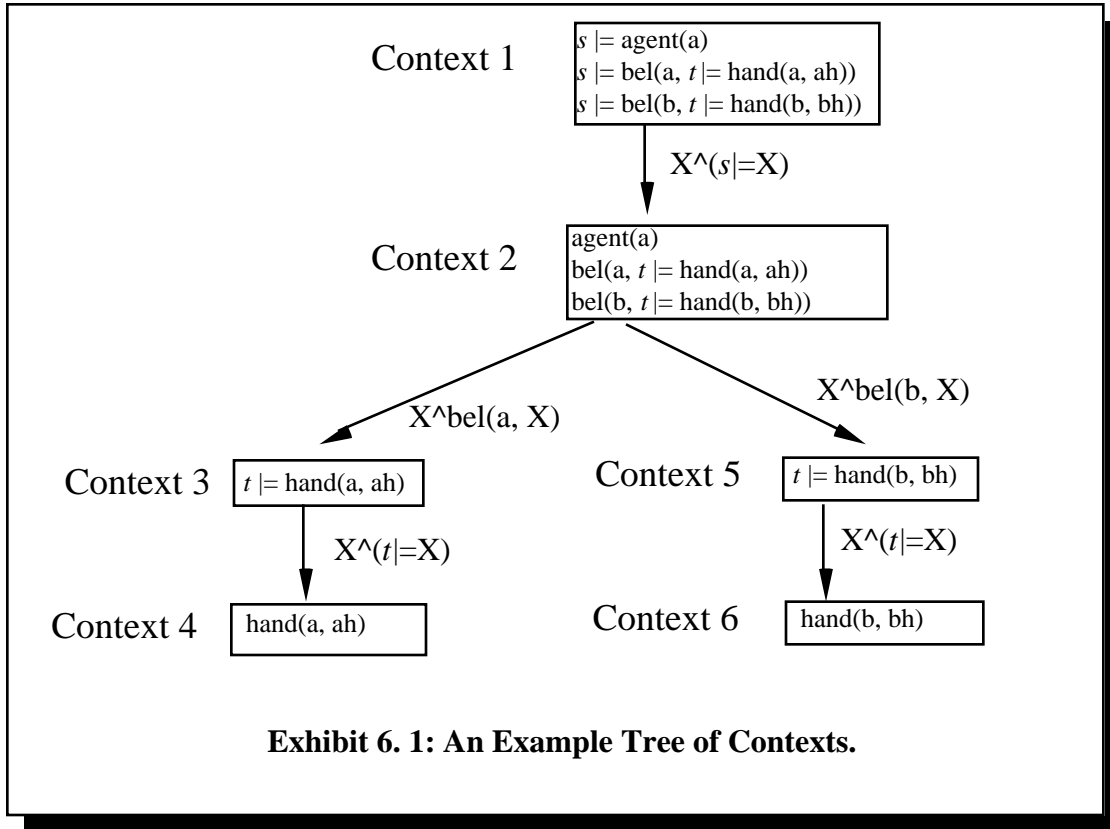 Context 1
s |= agent(a)
s |= bel(a, t |= hand(a, ah))
s |= bel(b, t |= hand(b, bh))
X^(s|=X)
Context 2
agent(a)
bel(a, t |= hand(a, ah))
bel(b, t |= hand(b, bh))
X^bel(a, X)
X^bel(b, X)
Context 3
t |= hand(a, ah)
Context 5
t |= hand(b, bh)
X^(t|=X)
X^(t|=X)
Context 4
hand(a, ah)
Context 6
hand(b, bh)
Exhibit 6. 1: An Example Tree of Contexts.